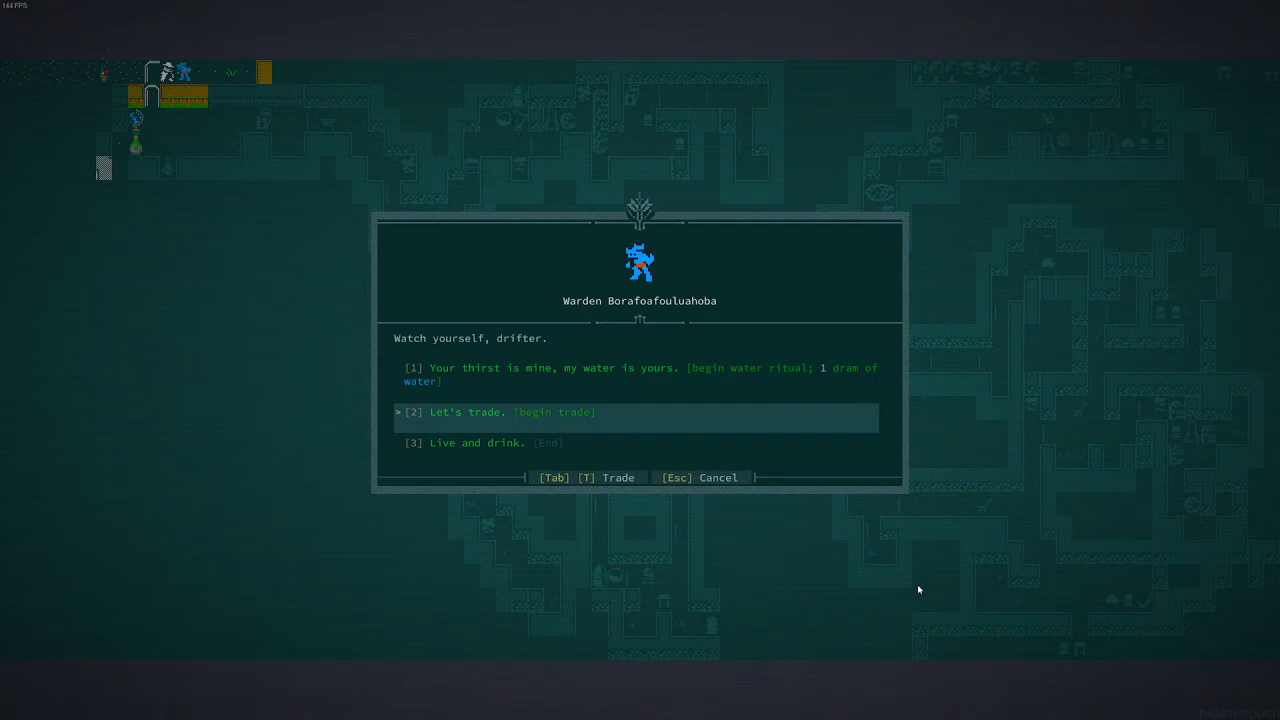 144 FPS
Warden Borafoafouluahoba
Watch yourself, drifter.
[1] Your thirst is mine, my water is yours. [begin water ritual; 1 dram of
water]
> [2] Let's trade. [begin trade]
[3] Live and drink. [End]
[Tab] [T] Trade [Esc] Cancel